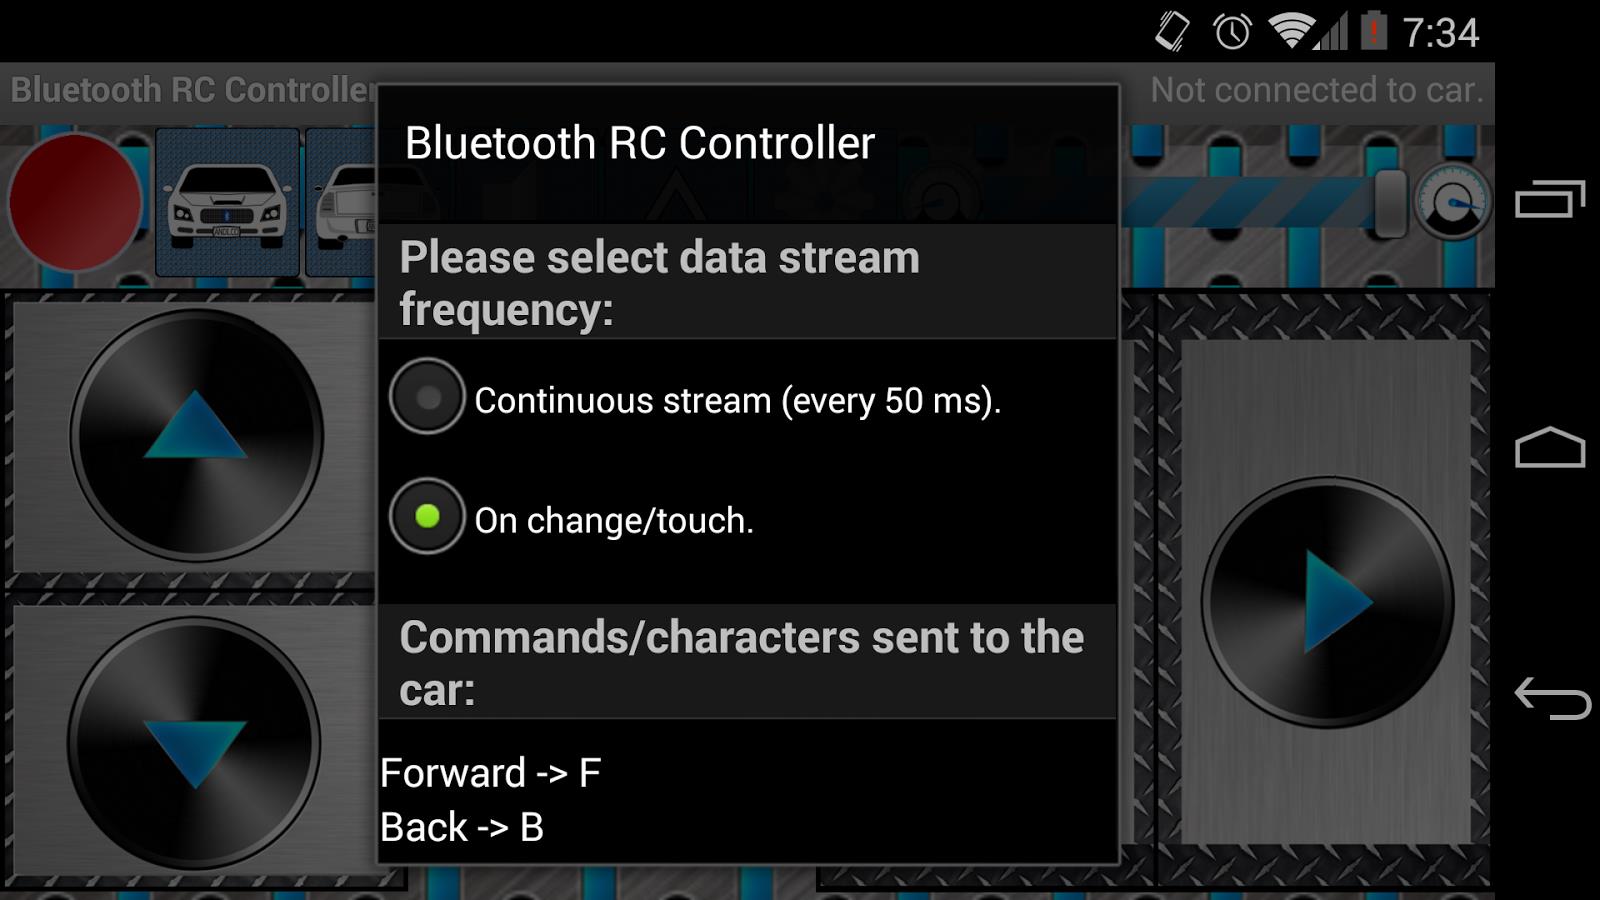 7:34
Bluetooth RC Controller
Not connected to car.
Bluetooth RC Controller
Please select data stream
frequency:
Continuous stream (every 50 ms).
On change/touch.
Commands/characters sent to the
car:
Forward -> F
Back -> B